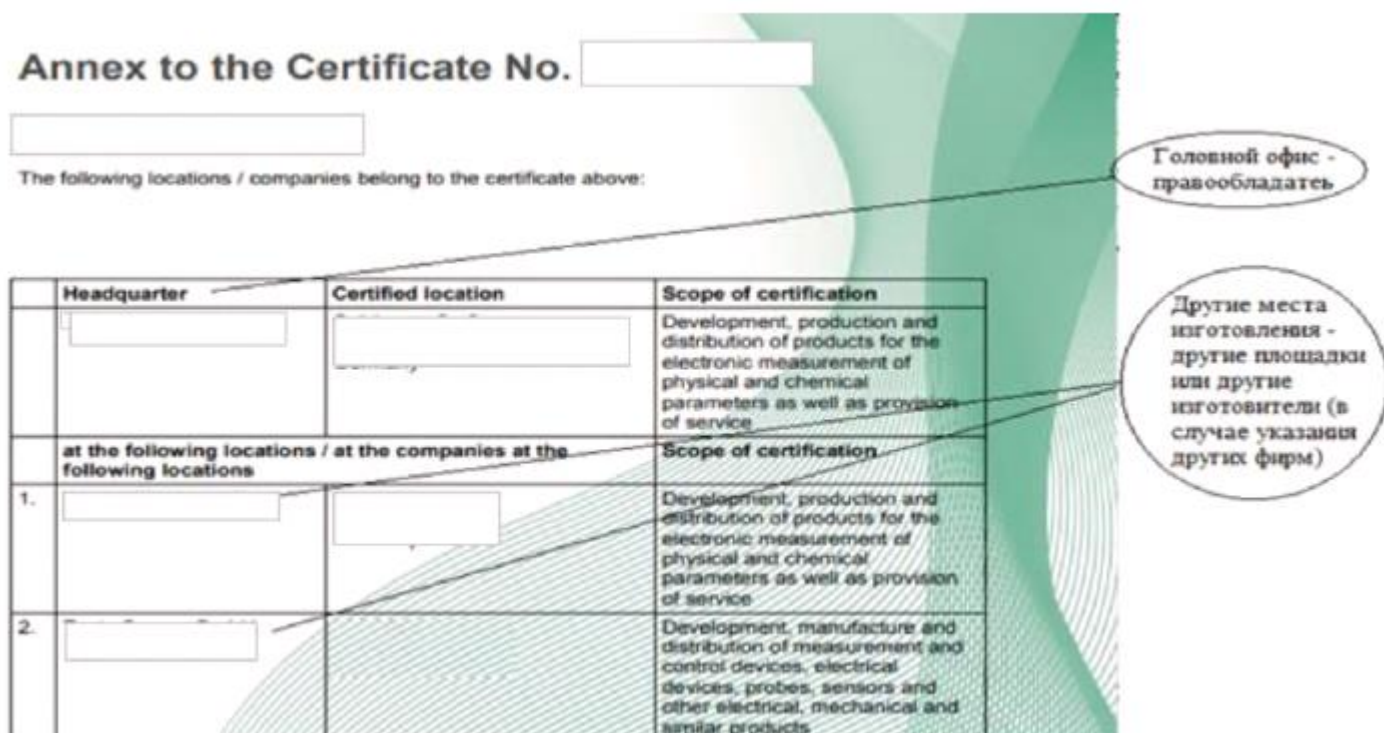 Annex to the Certificate No.
The following locations / companies belong to the certificate above:
Головной офис -
правообладатеь
Headquarter
Certified location
Scope of certification
Development, production and
distribution of products for the
electronic measurement of
physical and chemical
parameters as well as provision
of service
at the following locations / at the companies at the
following locations
Scope of certification
1.
Development, production and
distribution of products for the
electronic measurement of
physical and chemical
parameters as well as provision
of service
2.
Development, manufacture and
distribution of measurement and
control devices, electrical
devices, probes, sensors and
other electrical, mechanical and
similar products
Другие места
изготовления -
другие площадки
или другие
изготовители (в
случае указания
других фирм)